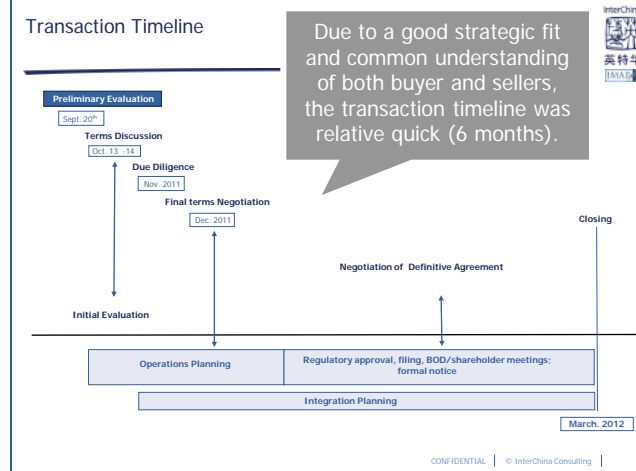 Transaction Timeline
Due to a good strategic fit
and common understanding
of both buyer and sellers,
the transaction timeline was
relative quick (6 months).
InterChina
英特华
IMAP
Preliminary Evaluation
Sept. 20th
Terms Discussion
Oct. 13 -14
Due Diligence
Nov. 2011
Final terms Negotiation
Dec. 2011
Closing
Negotiation of Definitive Agreement
Initial Evaluation
Operations Planning
Regulatory approval, filing, BOD/shareholder meetings;
formal notice
Integration Planning
March. 2012
CONFIDENTIAL | © InterChina Consulting |